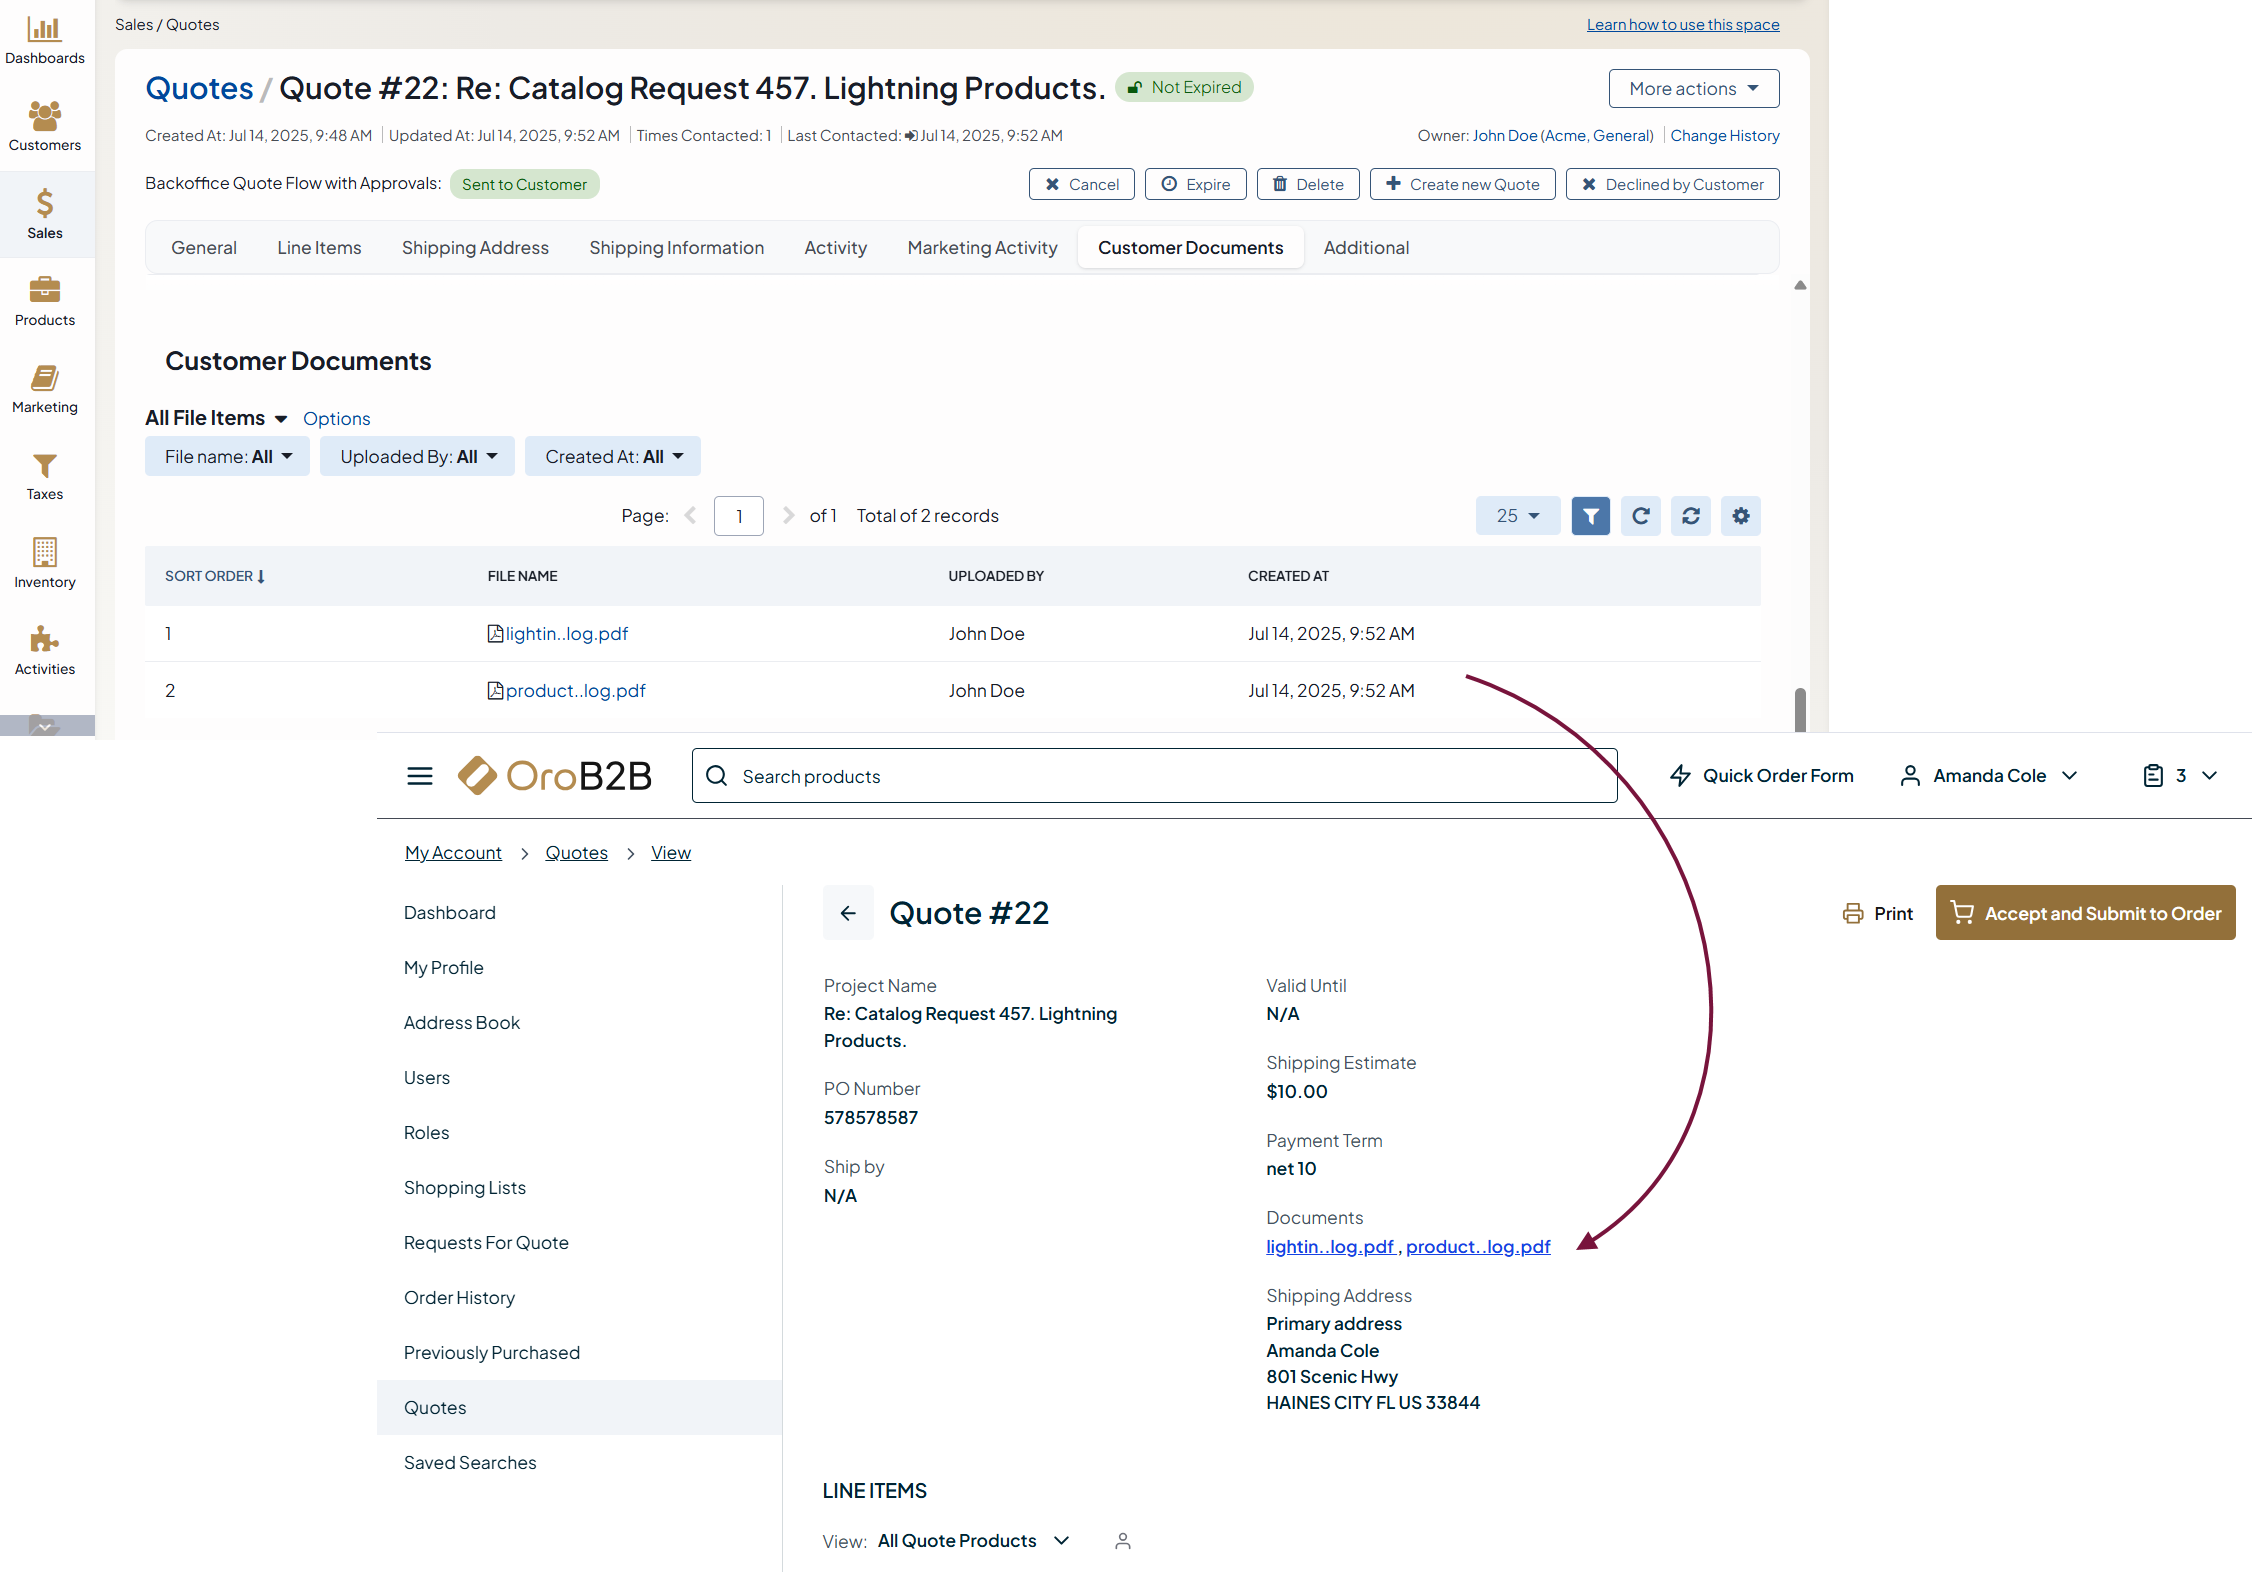 Dashboards
Customers
Sales
Products
Marketing
Taxes
Inventory
Activities
Sales / Quotes
Learn how to use this space
Quotes / Quote #22: Re: Catalog Request 457. Lightning Products. Not Expired
More actions
Created At: Jul 14, 2025, 9:48 AM Updated At: Jul 14, 2025, 9:52 AM Times Contacted: 1 Last Contacted: Jul 14, 2025, 9:52 AM
Owner: John Doe (Acme, General) Change History
Backoffice Quote Flow with Approvals: Sent to Customer
Cancel Expire Delete Create new Quote Declined by Customer
General Line Items Shipping Address Shipping Information Activity Marketing Activity Customer Documents Additional
Customer Documents
All File Items Options
File name: All Uploaded By: All Created At: All
Page: 1 of 1 Total of 2 records 25
SORT ORDER FILE NAME UPLOADED BY CREATED AT
1 lightin..log.pdf John Doe Jul 14, 2025, 9:52 AM
2 product..log.pdf John Doe Jul 14, 2025, 9:52 AM
OroB2B Search products Quick Order Form Amanda Cole 3
My Account > Quotes > View
Dashboard
My Profile
Address Book
Users
Roles
Shopping Lists
Requests For Quote
Order History
Previously Purchased
Quotes
Saved Searches
Quote #22
Print Accept and Submit to Order
Project Name
Re: Catalog Request 457. Lightning
Products.
PO Number
578578587
Ship by
N/A
Valid Until
N/A
Shipping Estimate
$10.00
Payment Term
net 10
Documents
lightin..log.pdf , product..log.pdf
Shipping Address
Primary address
Amanda Cole
801 Scenic Hwy
HAINES CITY FL US 33844
LINE ITEMS
View: All Quote Products